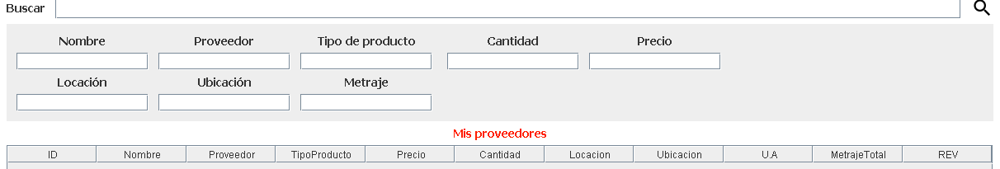 Buscar
Nombre Proveedor Tipo de producto Cantidad Precio
Locación Ubicación Metraje
Mis proveedores
ID Nombre Proveedor TipoProducto Precio Cantidad Locacion Ubicacion U.A MetrajeTotal REV